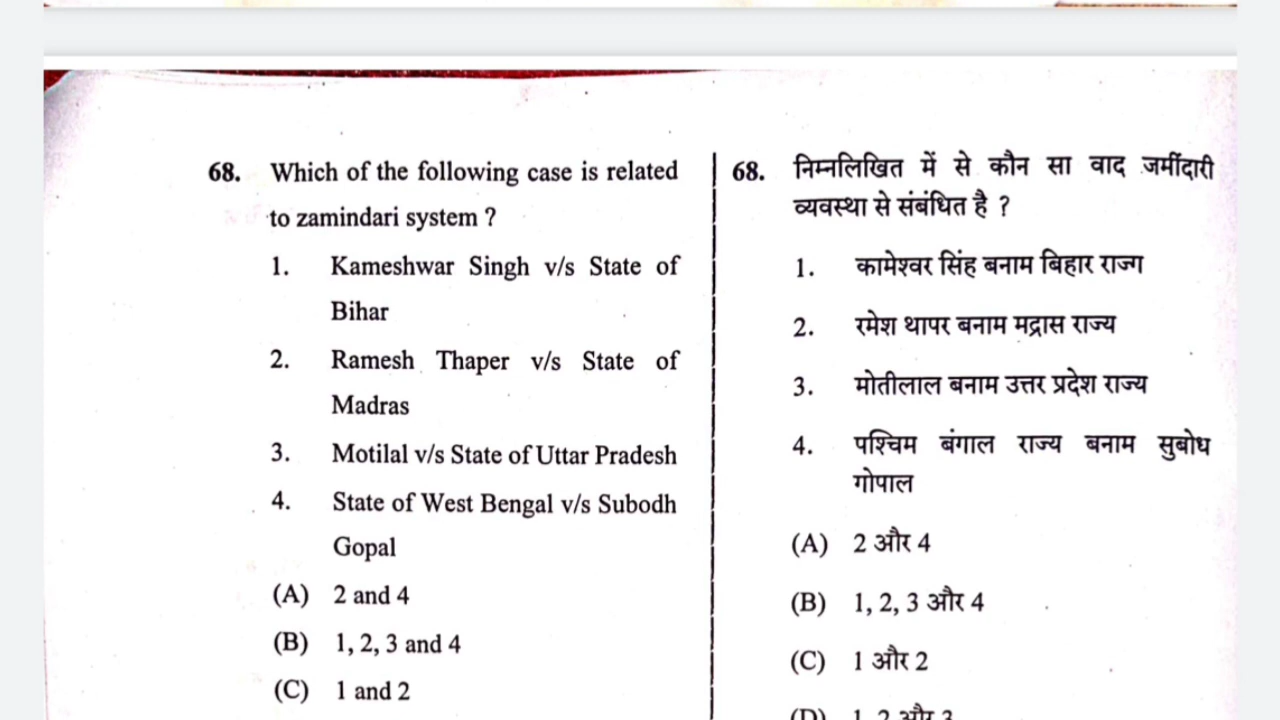 68. Which of the following case is related
to zamindari system ?
1. Kameshwar Singh v/s State of
Bihar
2. Ramesh Thaper v/s State of
Madras
3. Motilal v/s State of Uttar Pradesh
4. State of West Bengal v/s Subodh
Gopal
(A) 2 and 4
(B) 1, 2, 3 and 4
(C) 1 and 2
68. निम्नलिखित में से कौन सा वाद जमींदारी
व्यवस्था से संबंधित है ?
1. कामेश्वर सिंह बनाम बिहार राज्य
2. रमेश थापर बनाम मद्रास राज्य
3. मोतीलाल बनाम उत्तर प्रदेश राज्य
4. पश्चिम बंगाल राज्य बनाम सुबोध
गोपाल
(A) 2 और 4
(B) 1, 2, 3 और 4
(C) 1 और 2
(D) 1, 2 और 3